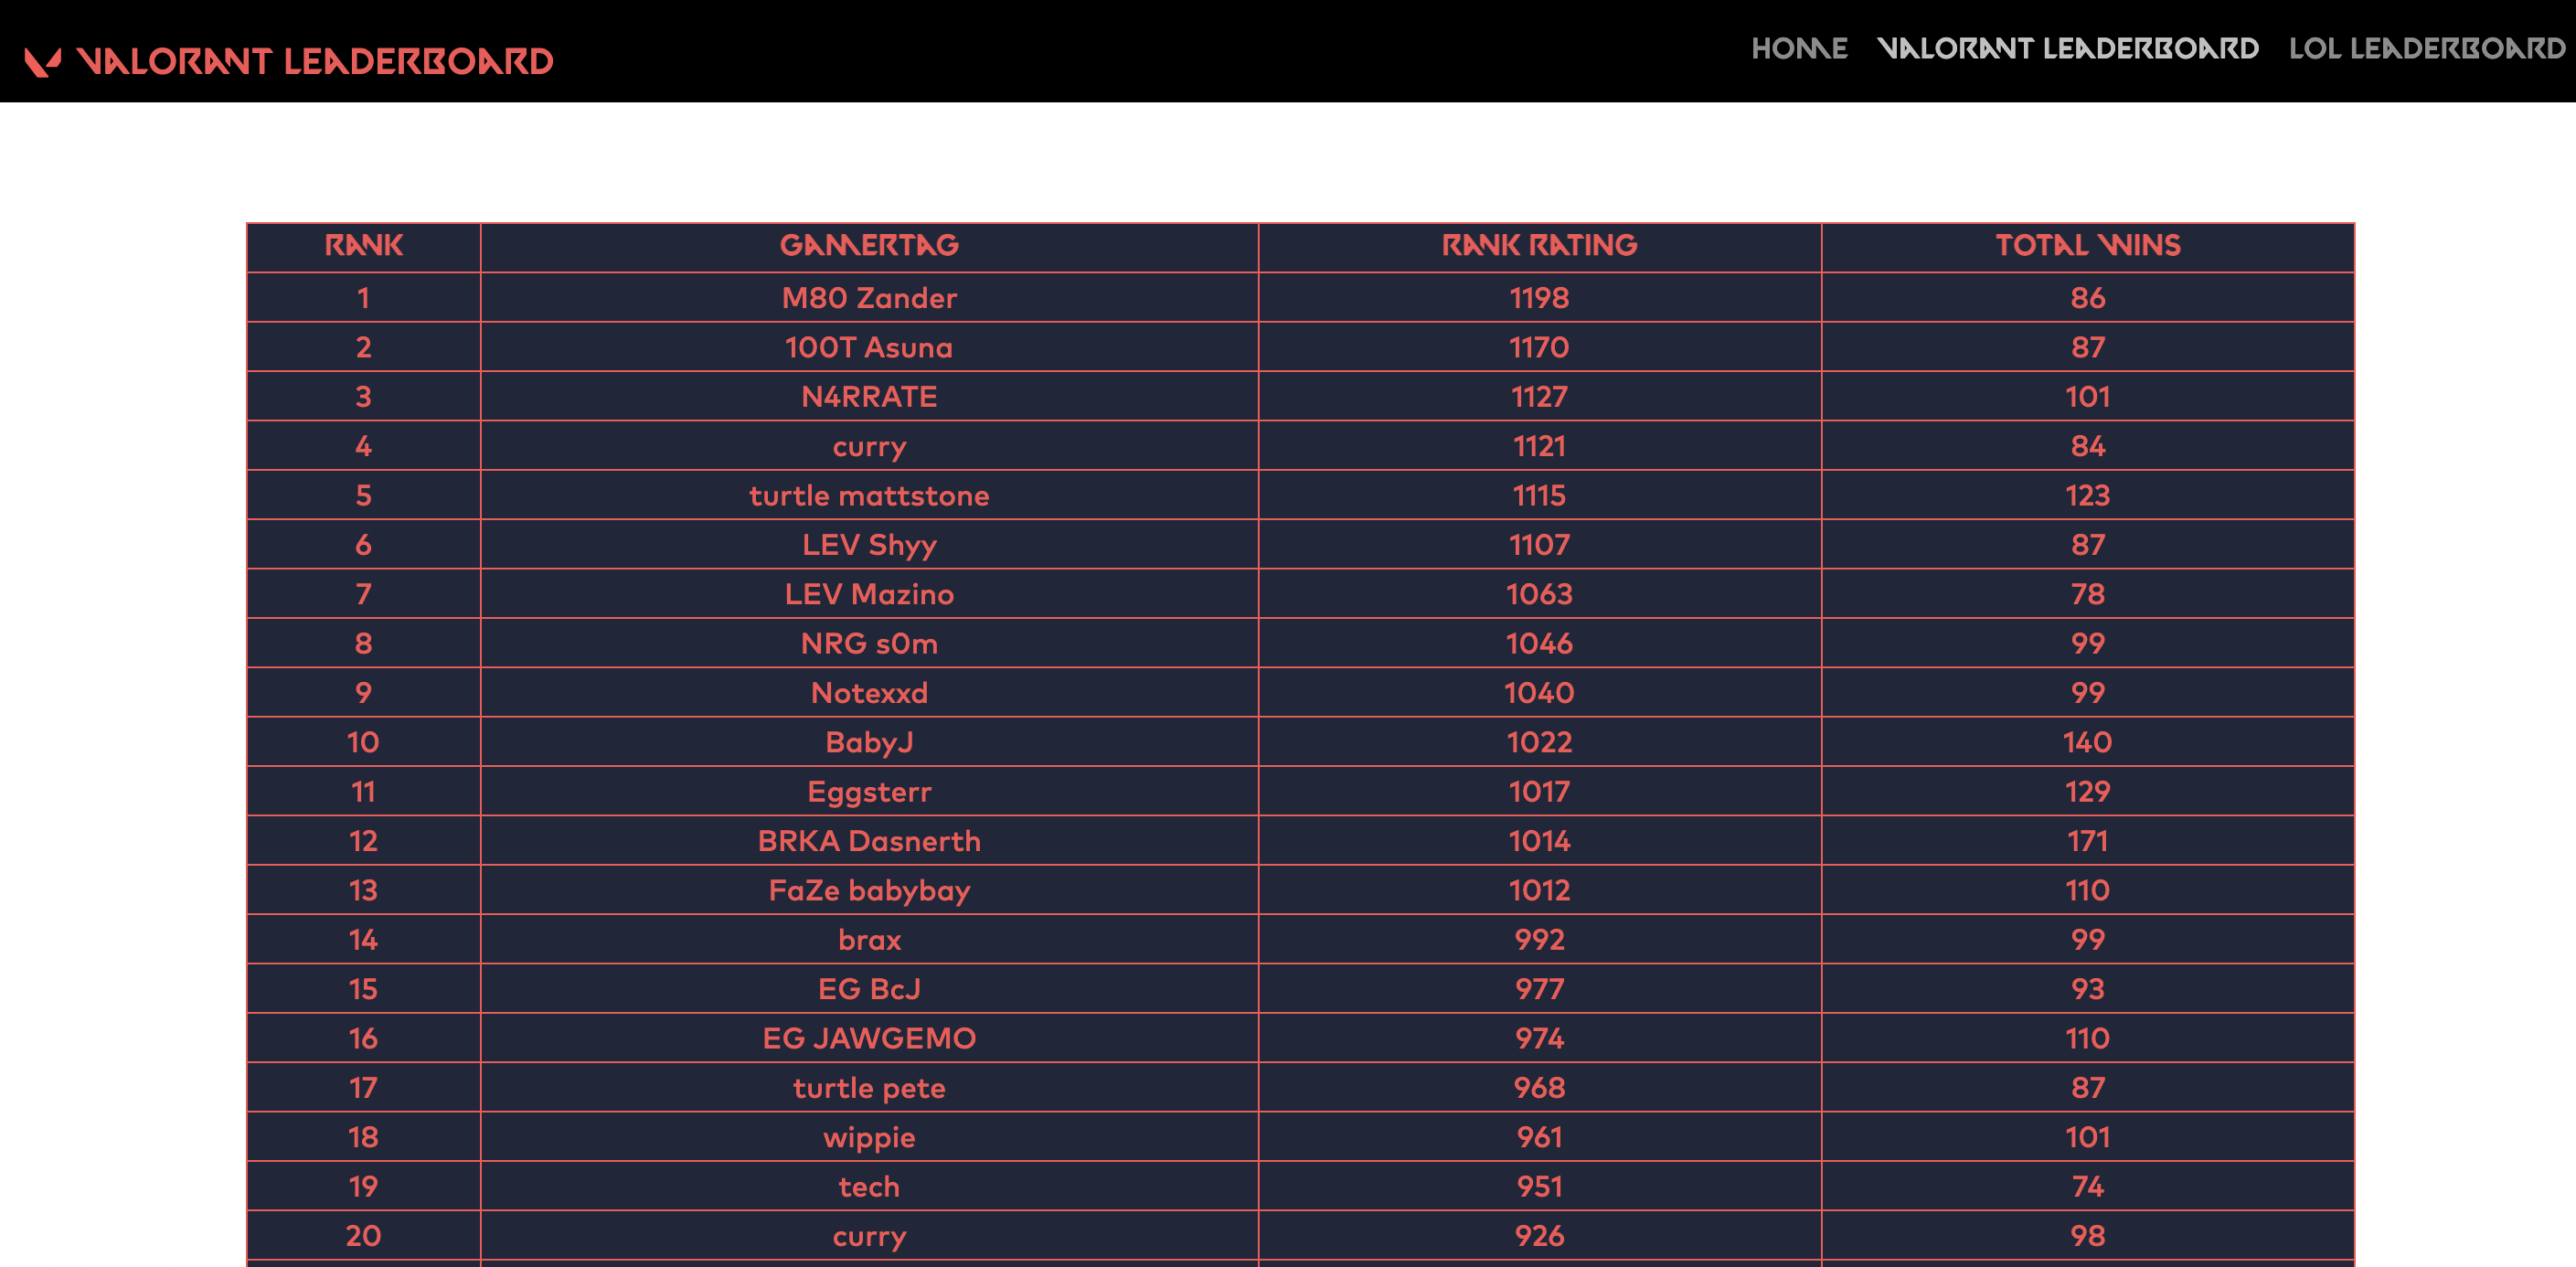 VALORANT LEADERBOARD
HOME VALORANT LEADERBOARD LOL LEADERBOARD
RANK GAMERTAG RANK RATING TOTAL WINS
1 M80 Zander 1198 86
2 100T Asuna 1170 87
3 N4RRATE 1127 101
4 curry 1121 84
5 turtle mattstone 1115 123
6 LEV Shyy 1107 87
7 LEV Mazino 1063 78
8 NRG s0m 1046 99
9 Notexxd 1040 99
10 BabyJ 1022 140
11 Eggsterr 1017 129
12 BRKA Dasnerth 1014 171
13 FaZe babybay 1012 110
14 brax 992 99
15 EG BcJ 977 93
16 EG JAWGEMO 974 110
17 turtle pete 968 87
18 wippie 961 101
19 tech 951 74
20 curry 926 98